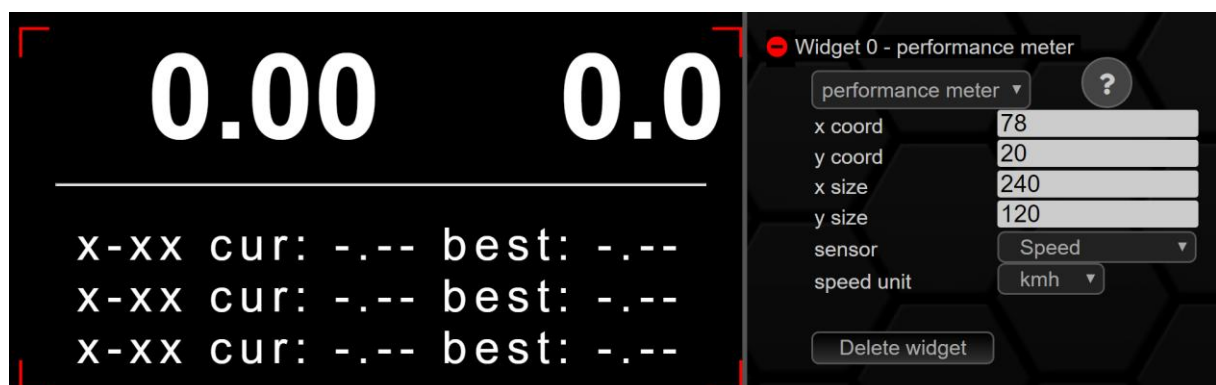 0.00 0.0
x-xx cur: -.-- best: -.--
x-xx cur: -.-- best: -.--
x-xx cur: -.-- best: -.--
Widget 0 - performance meter
performance meter ▼ ?
x coord 78
y coord 20
x size 240
y size 120
sensor Speed ▼
speed unit kmh ▼
Delete widget